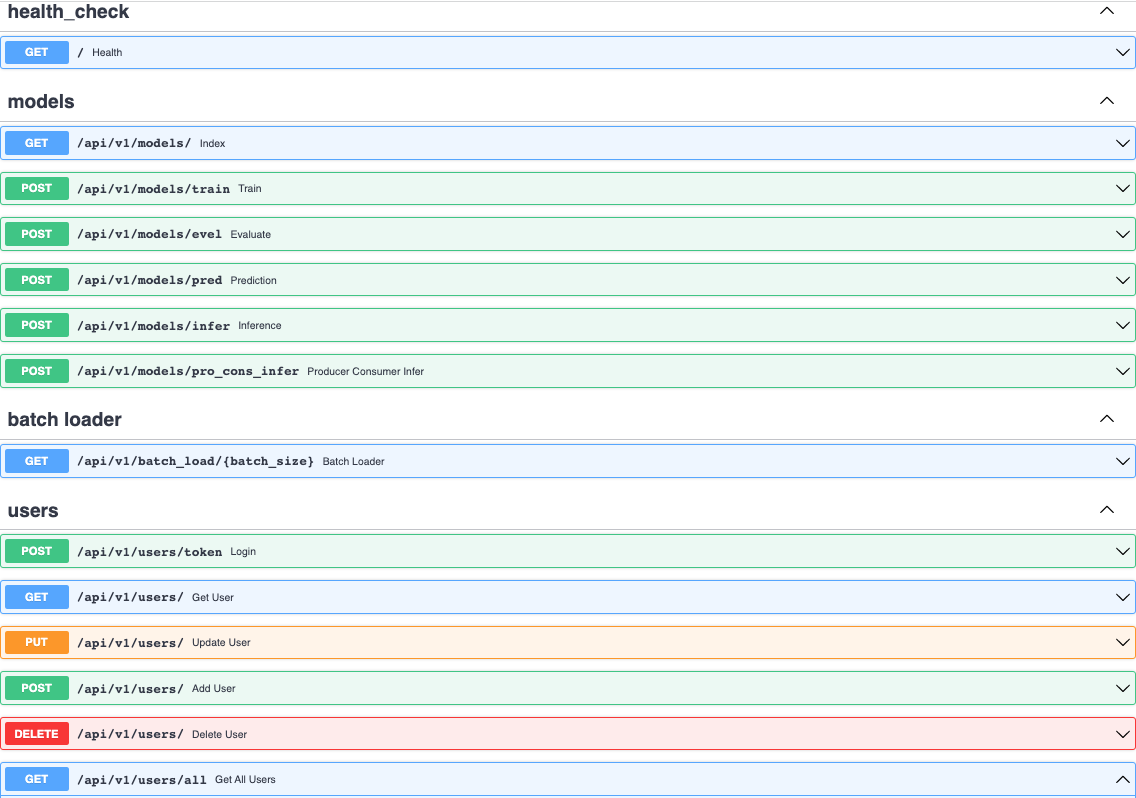 health_check
GET / Health
models
GET /api/v1/models/ Index
POST /api/v1/models/train Train
POST /api/v1/models/evel Evaluate
POST /api/v1/models/pred Prediction
POST /api/v1/models/infer Inference
POST /api/v1/models/pro_cons_infer Producer Consumer Infer
batch loader
GET /api/v1/batch_load/{batch_size} Batch Loader
users
POST /api/v1/users/token Login
GET /api/v1/users/ Get User
PUT /api/v1/users/ Update User
POST /api/v1/users/ Add User
DELETE /api/v1/users/ Delete User
GET /api/v1/users/all Get All Users